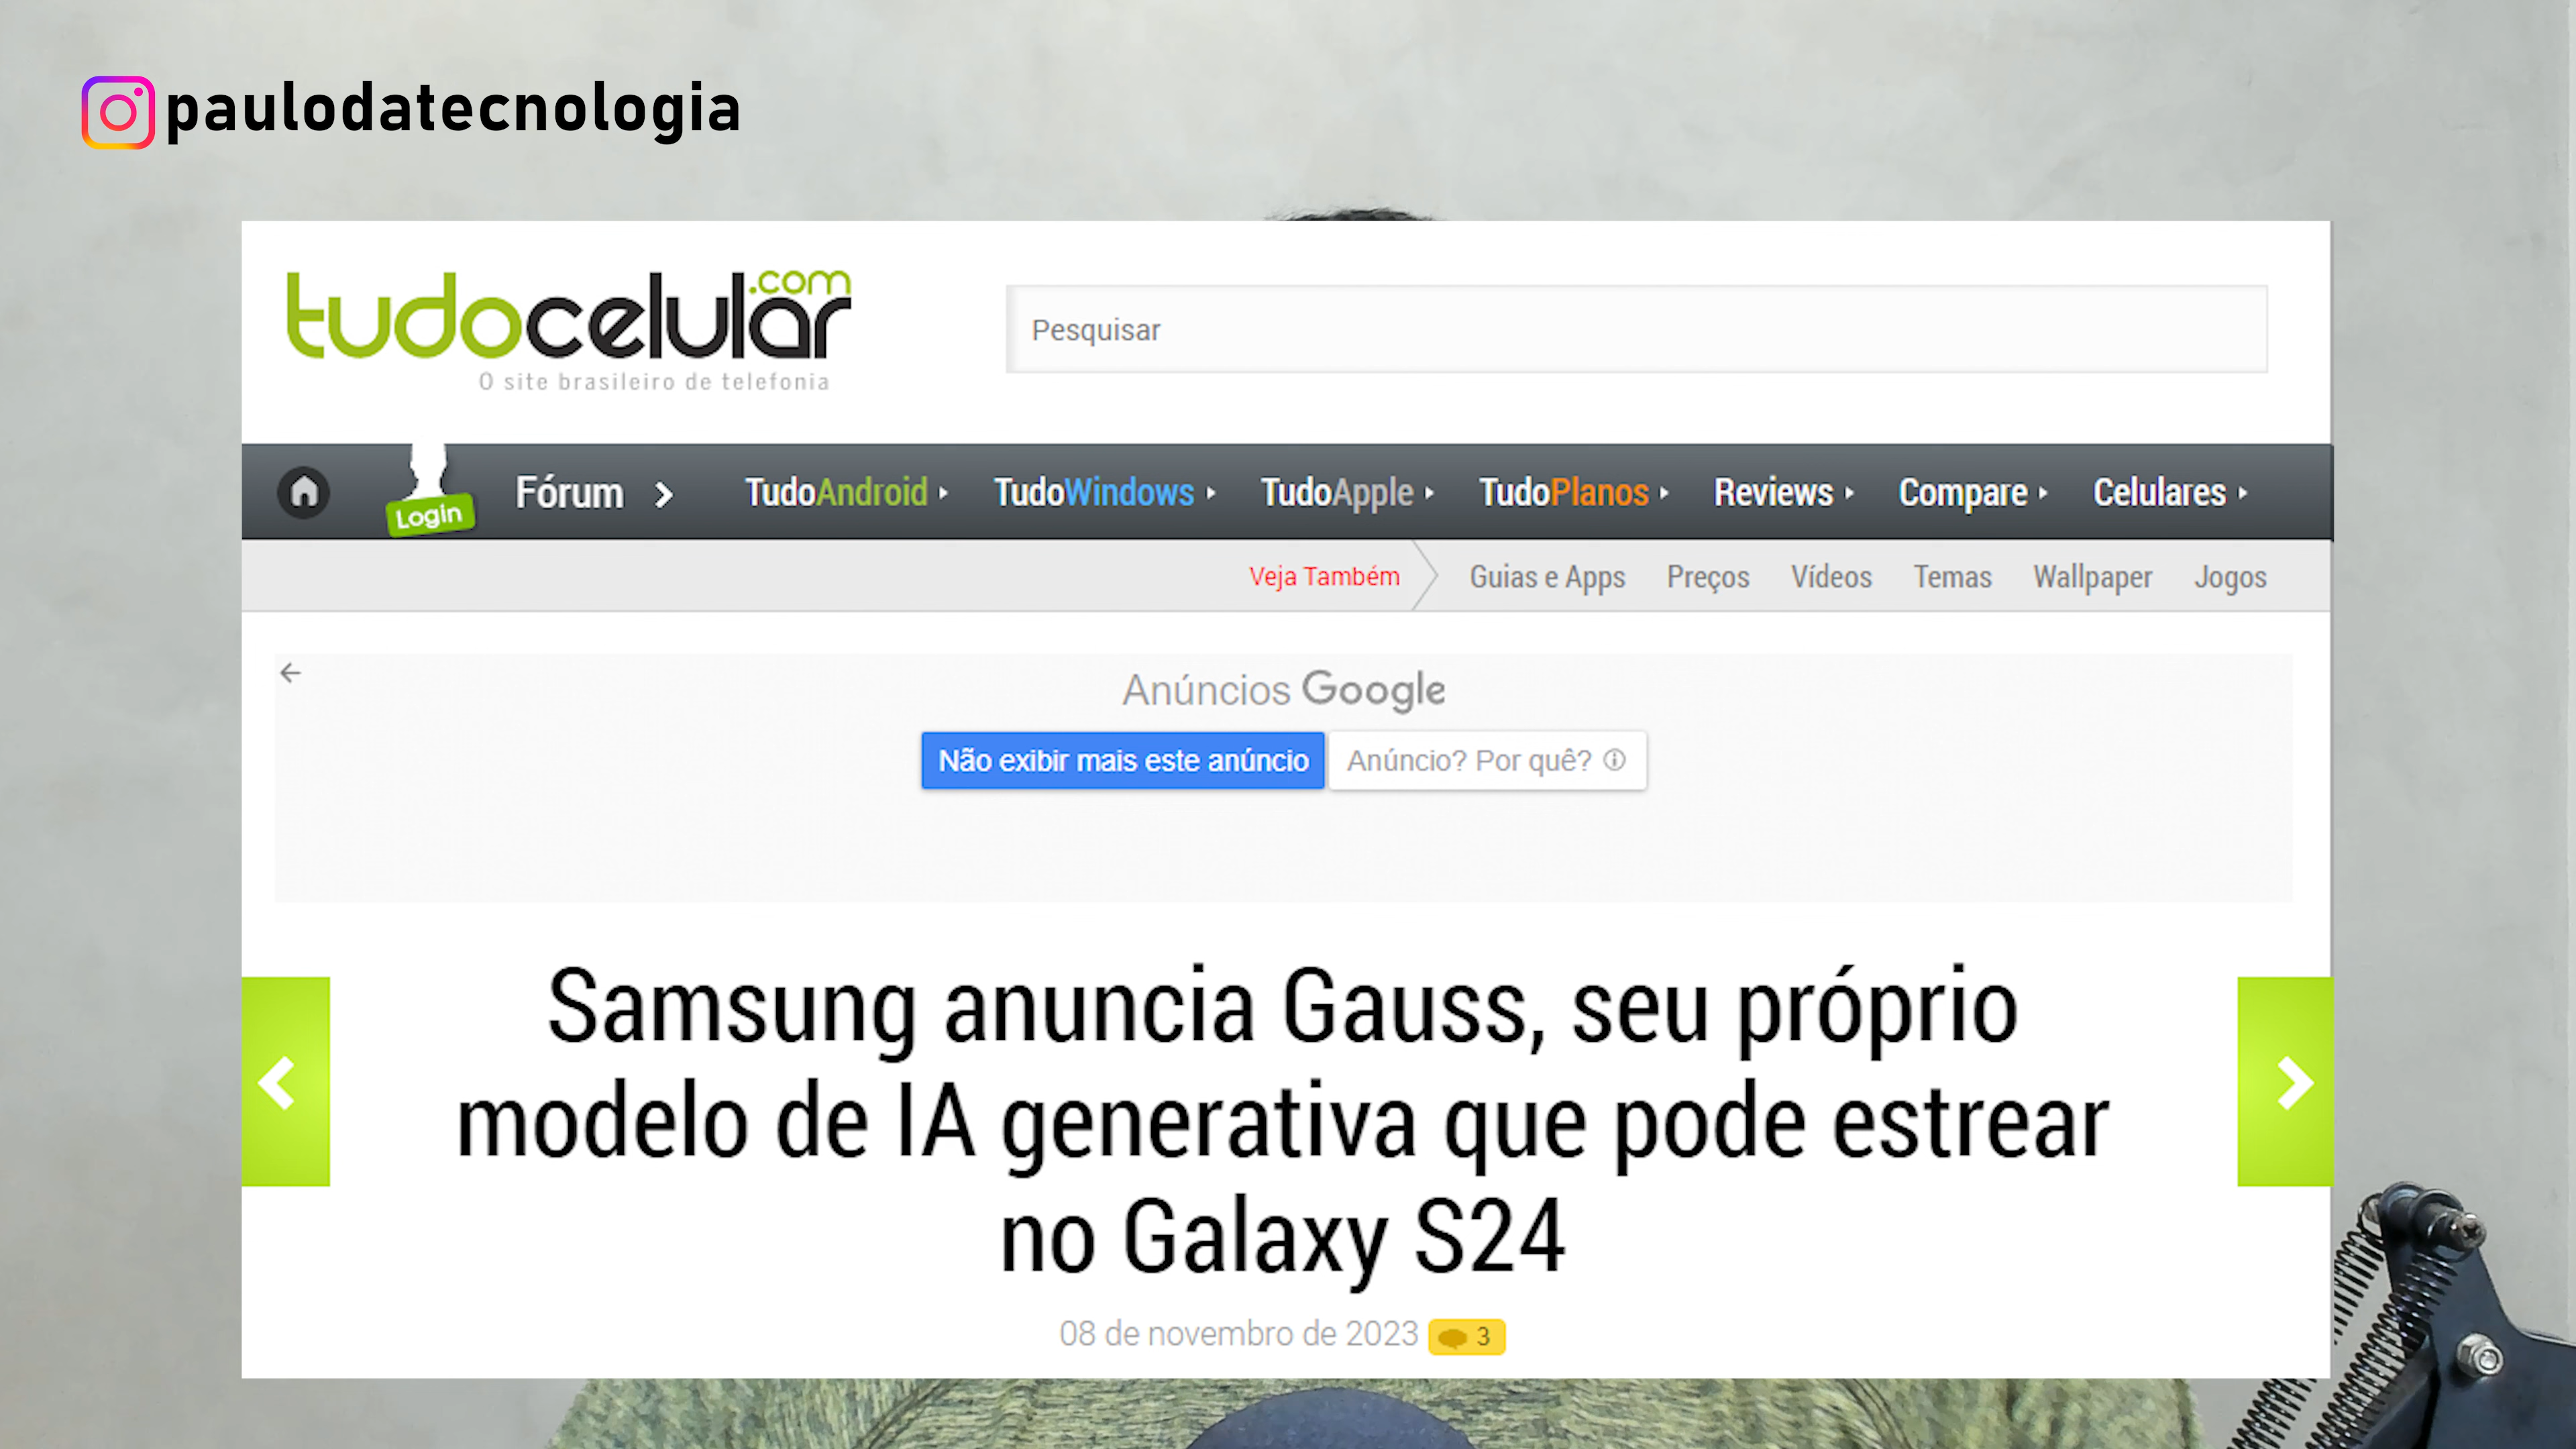 paulodatecnologia
tudocelular.com
O site brasileiro de telefonia
Pesquisar
Login
Fórum
TudoAndroid TudoWindows TudoApple TudoPlanos Reviews Compare Celulares
Veja Também Guias e Apps Preços Vídeos Temas Wallpaper Jogos
Anúncios Google
Não exibir mais este anúncio Anúncio? Por quê?
Samsung anuncia Gauss, seu próprio
modelo de IA generativa que pode estrear
no Galaxy S24
08 de novembro de 2023 3